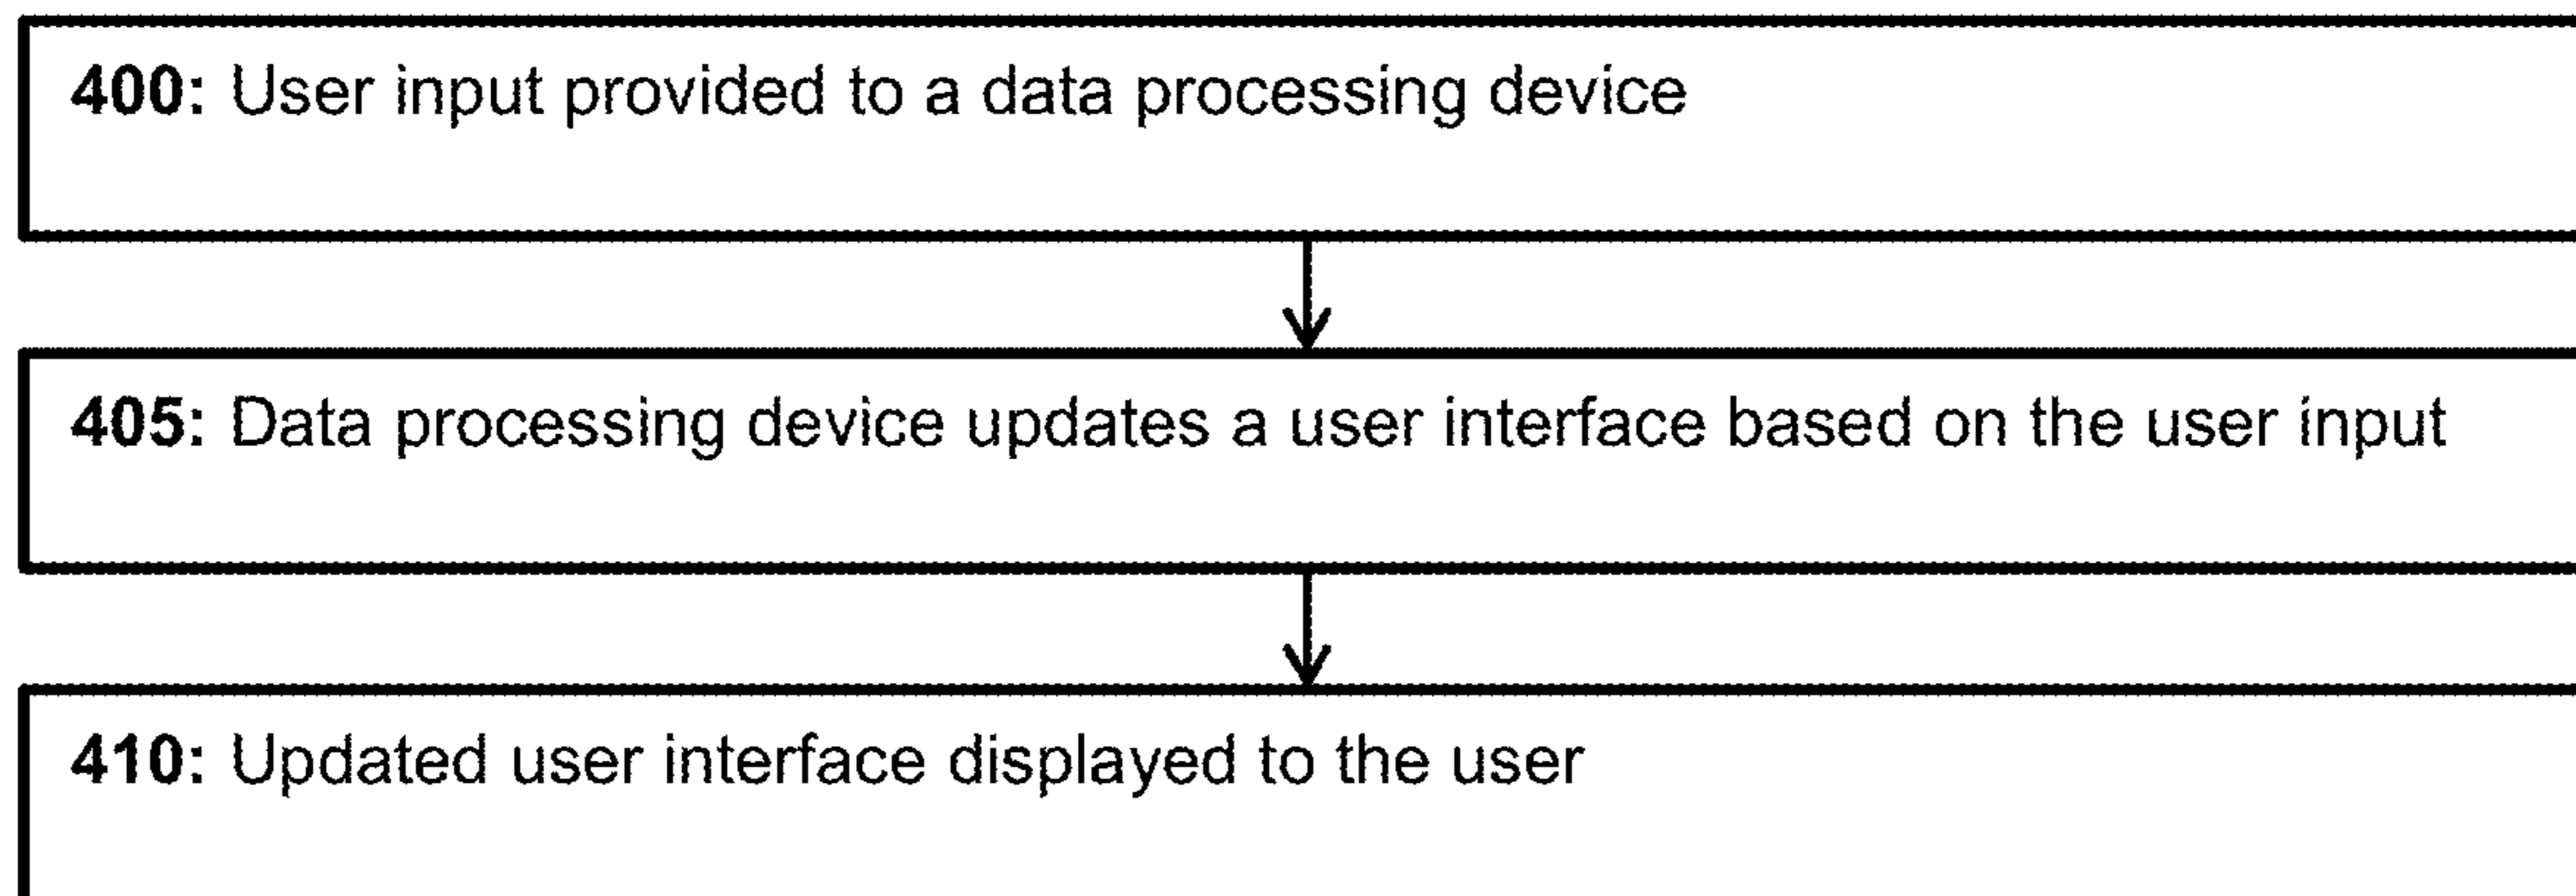 400: User input provided to a data processing device
405: Data processing device updates a user interface based on the user input
410: Updated user interface displayed to the user